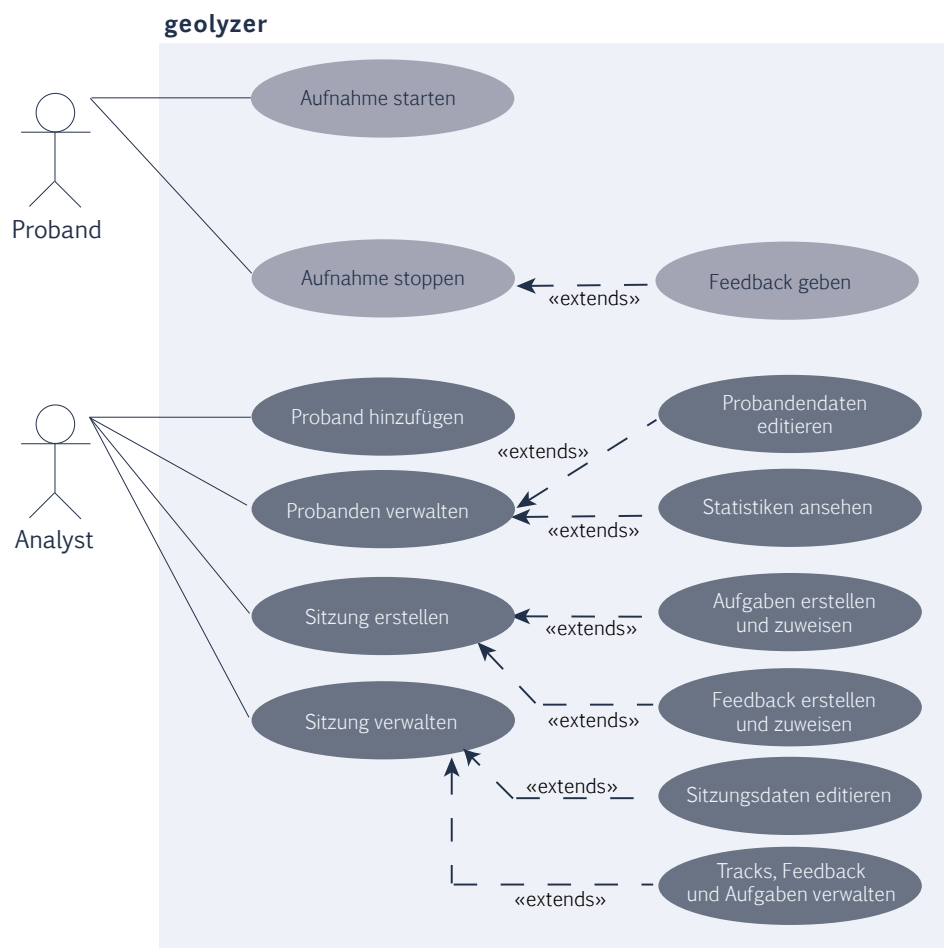 geolyzer
Aufnahme starten
Proband
Aufnahme stoppen
«extends»
Feedback geben
Analyst
Proband hinzufügen
«extends»
Probandendaten
editieren
Probanden verwalten
«extends»
Statistiken ansehen
Sitzung erstellen
«extends»
Aufgaben erstellen
und zuweisen
Sitzung verwalten
«extends»
Feedback erstellen
und zuweisen
«extends»
Sitzungsdaten editieren
«extends»
Tracks, Feedback
und Aufgaben verwalten